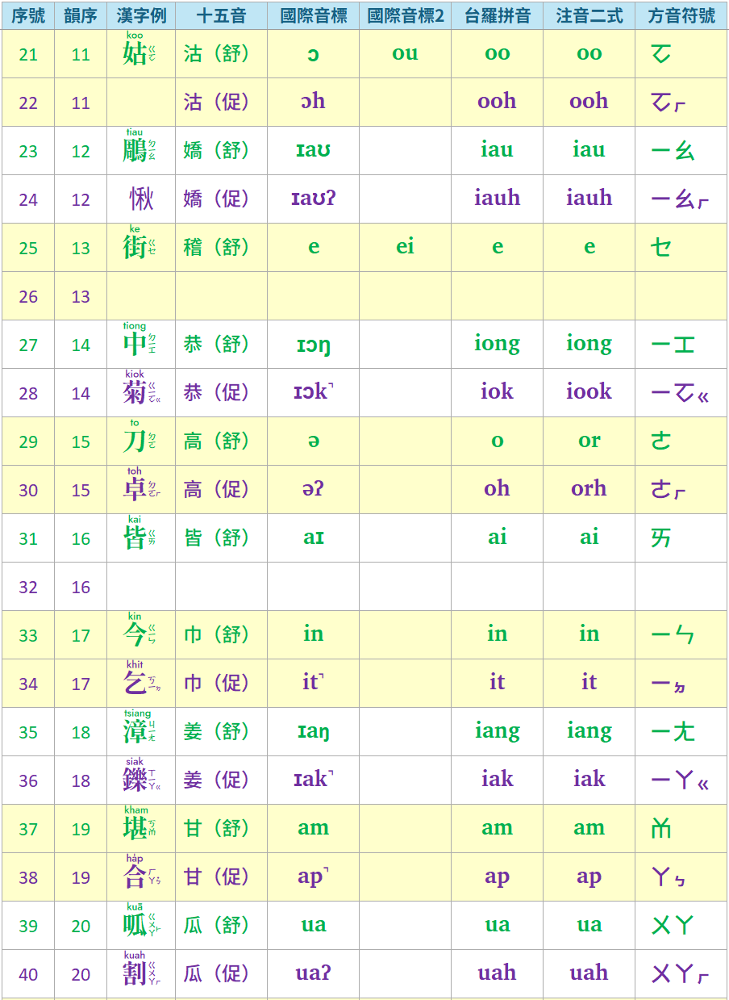 序號 韻序 漢字例 十五音 國際音標 國際音標2 台羅拼音 注音二式 方音符號
21 11 koo 姑 ㄍㆦ 沽（舒） ɔ ou oo oo ㆦ
22 11 沽（促） ɔh ooh ooh ㆦㆷ
23 12 tiau 鵰 ㄉㄧㄠ 嬌（舒） ɪaʊ iau iau ㄧㄠ
24 12 愀 嬌（促） ɪaʊʔ iauh iauh ㄧㄠㆷ
25 13 ke 街 ㄍㆤ 稽（舒） e ei e e ㆤ
26 13
27 14 tiong 中 ㄉㄧㆲ 恭（舒） ɪɔŋ iong iong ㄧㆲ
28 14 kiok 菊 ㄍㄧㆦㆻ 恭（促） ɪɔk̚ iok iook ㄧㆦㆻ
29 15 to 刀 ㄉㄜ 高（舒） ə o or ㄜ
30 15 toh 卓 ㄉㄜㆷ 高（促） əʔ oh orh ㄜㆷ
31 16 kai 皆 ㄍㄞ 皆（舒） aɪ ai ai ㄞ
32 16
33 17 kin 今 ㄍㄧㄣ 巾（舒） in in in ㄧㄣ
34 17 khit 乞 ㄎㄧㆵ 巾（促） it̚ it it ㄧㆵ
35 18 tsiang 漳 ㄐㄧㄤ 姜（舒） ɪaŋ iang iang ㄧㄤ
36 18 siak 鑠 ㄒㄧㄚㆻ 姜（促） ɪak̚ iak iak ㄧㄚㆻ
37 19 kham 堪 ㄎㆰ 甘（舒） am am am ㆰ
38 19 ha̍p 合 ㄏㄚㆴ˙ 甘（促） ap̚ ap ap ㄚㆴ
39 20 kuā 呱 ㄍㄨㄚ˫ 瓜（舒） ua ua ua ㄨㄚ
40 20 kuah 割 ㄍㄨㄚㆷ 瓜（促） uaʔ uah uah ㄨㄚㆷ